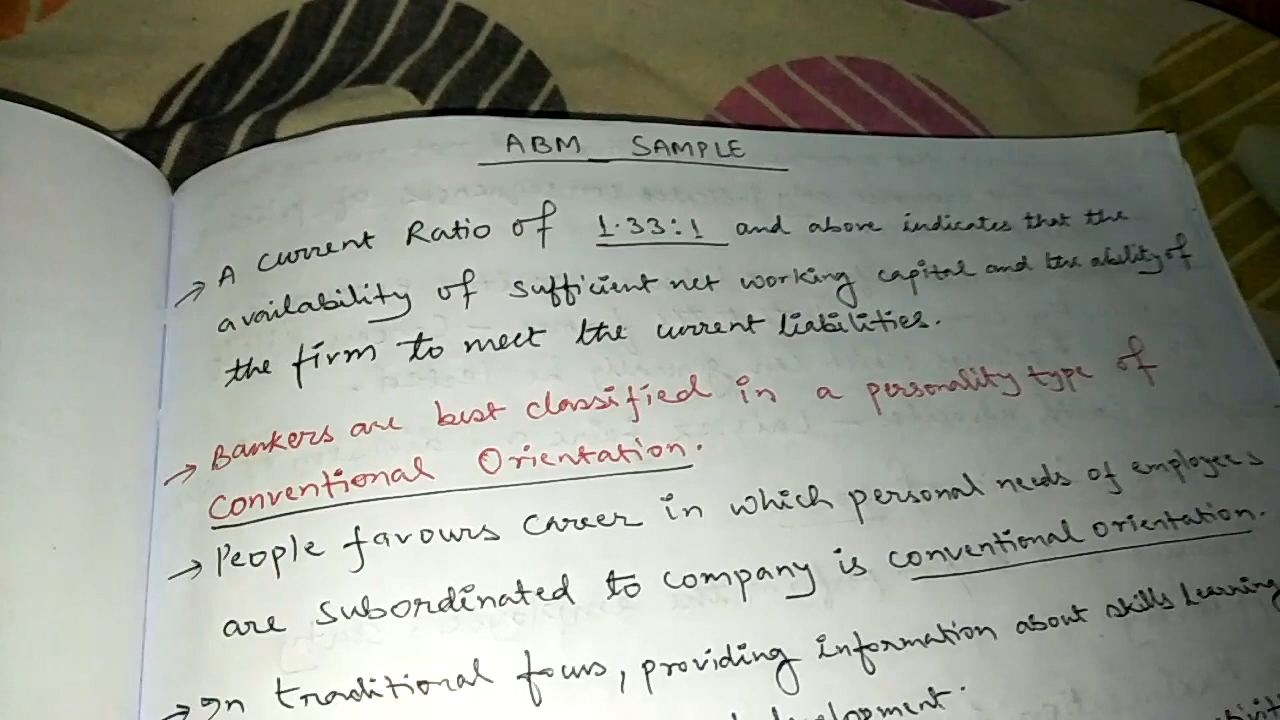 ABM SAMPLE
→ A current Ratio of 1.33:1 and above indicates that the
availability of sufficient net working capital and the ability of
the firm to meet the current liabilities.
→ Bankers are best classified in a personality type of
Conventional Orientation.
→ People favours career in which personal needs of employees
are subordinated to company is conventional orientation.
→ In traditional focus, providing information about skills learning
development.